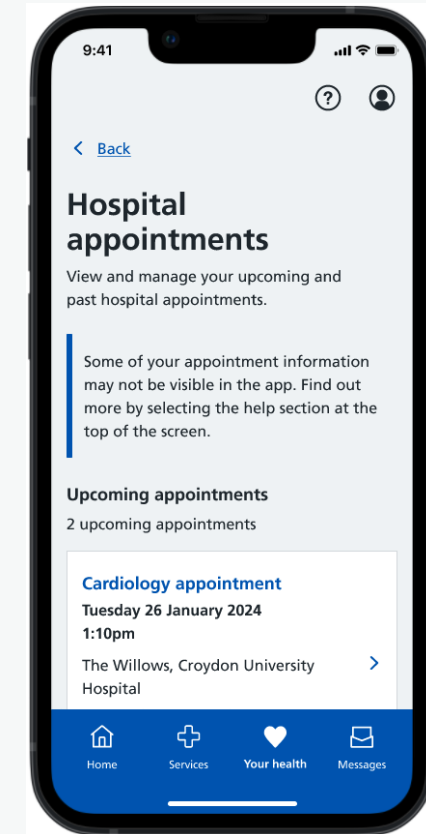 9:41
Back
Hospital
appointments
View and manage your upcoming and
past hospital appointments.
Some of your appointment information
may not be visible in the app. Find out
more by selecting the help section at the
top of the screen.
Upcoming appointments
2 upcoming appointments
Cardiology appointment
Tuesday 26 January 2024
1:10pm
The Willows, Croydon University
Hospital
Home Services Your health Messages